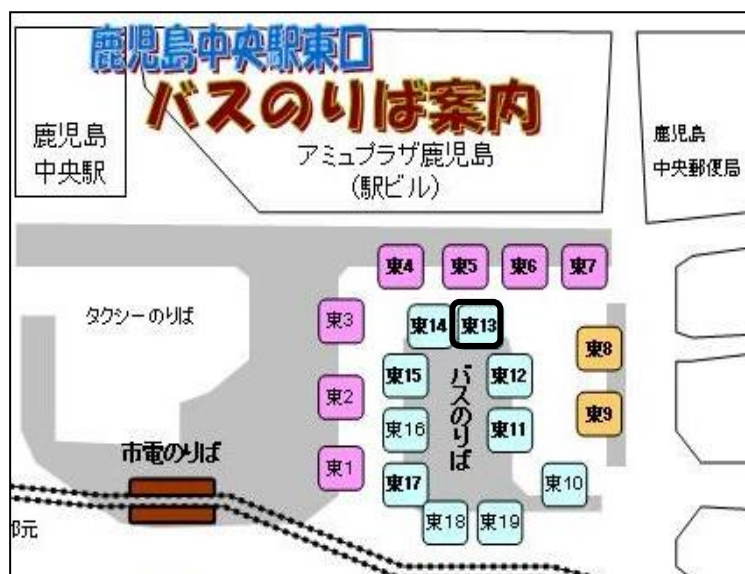 鹿児島中央駅東口
バスのりば案内
鹿児島
中央駅
アミュプラザ鹿児島
(駅ビル)
鹿児島
中央郵便局
東4
東5
東6
東7
タクシーのりば
東3
東14
東13
東8
東15
東12
バスのりば
東2
東16
東11
東9
市電のりば
東1
東17
東10
東18
東19